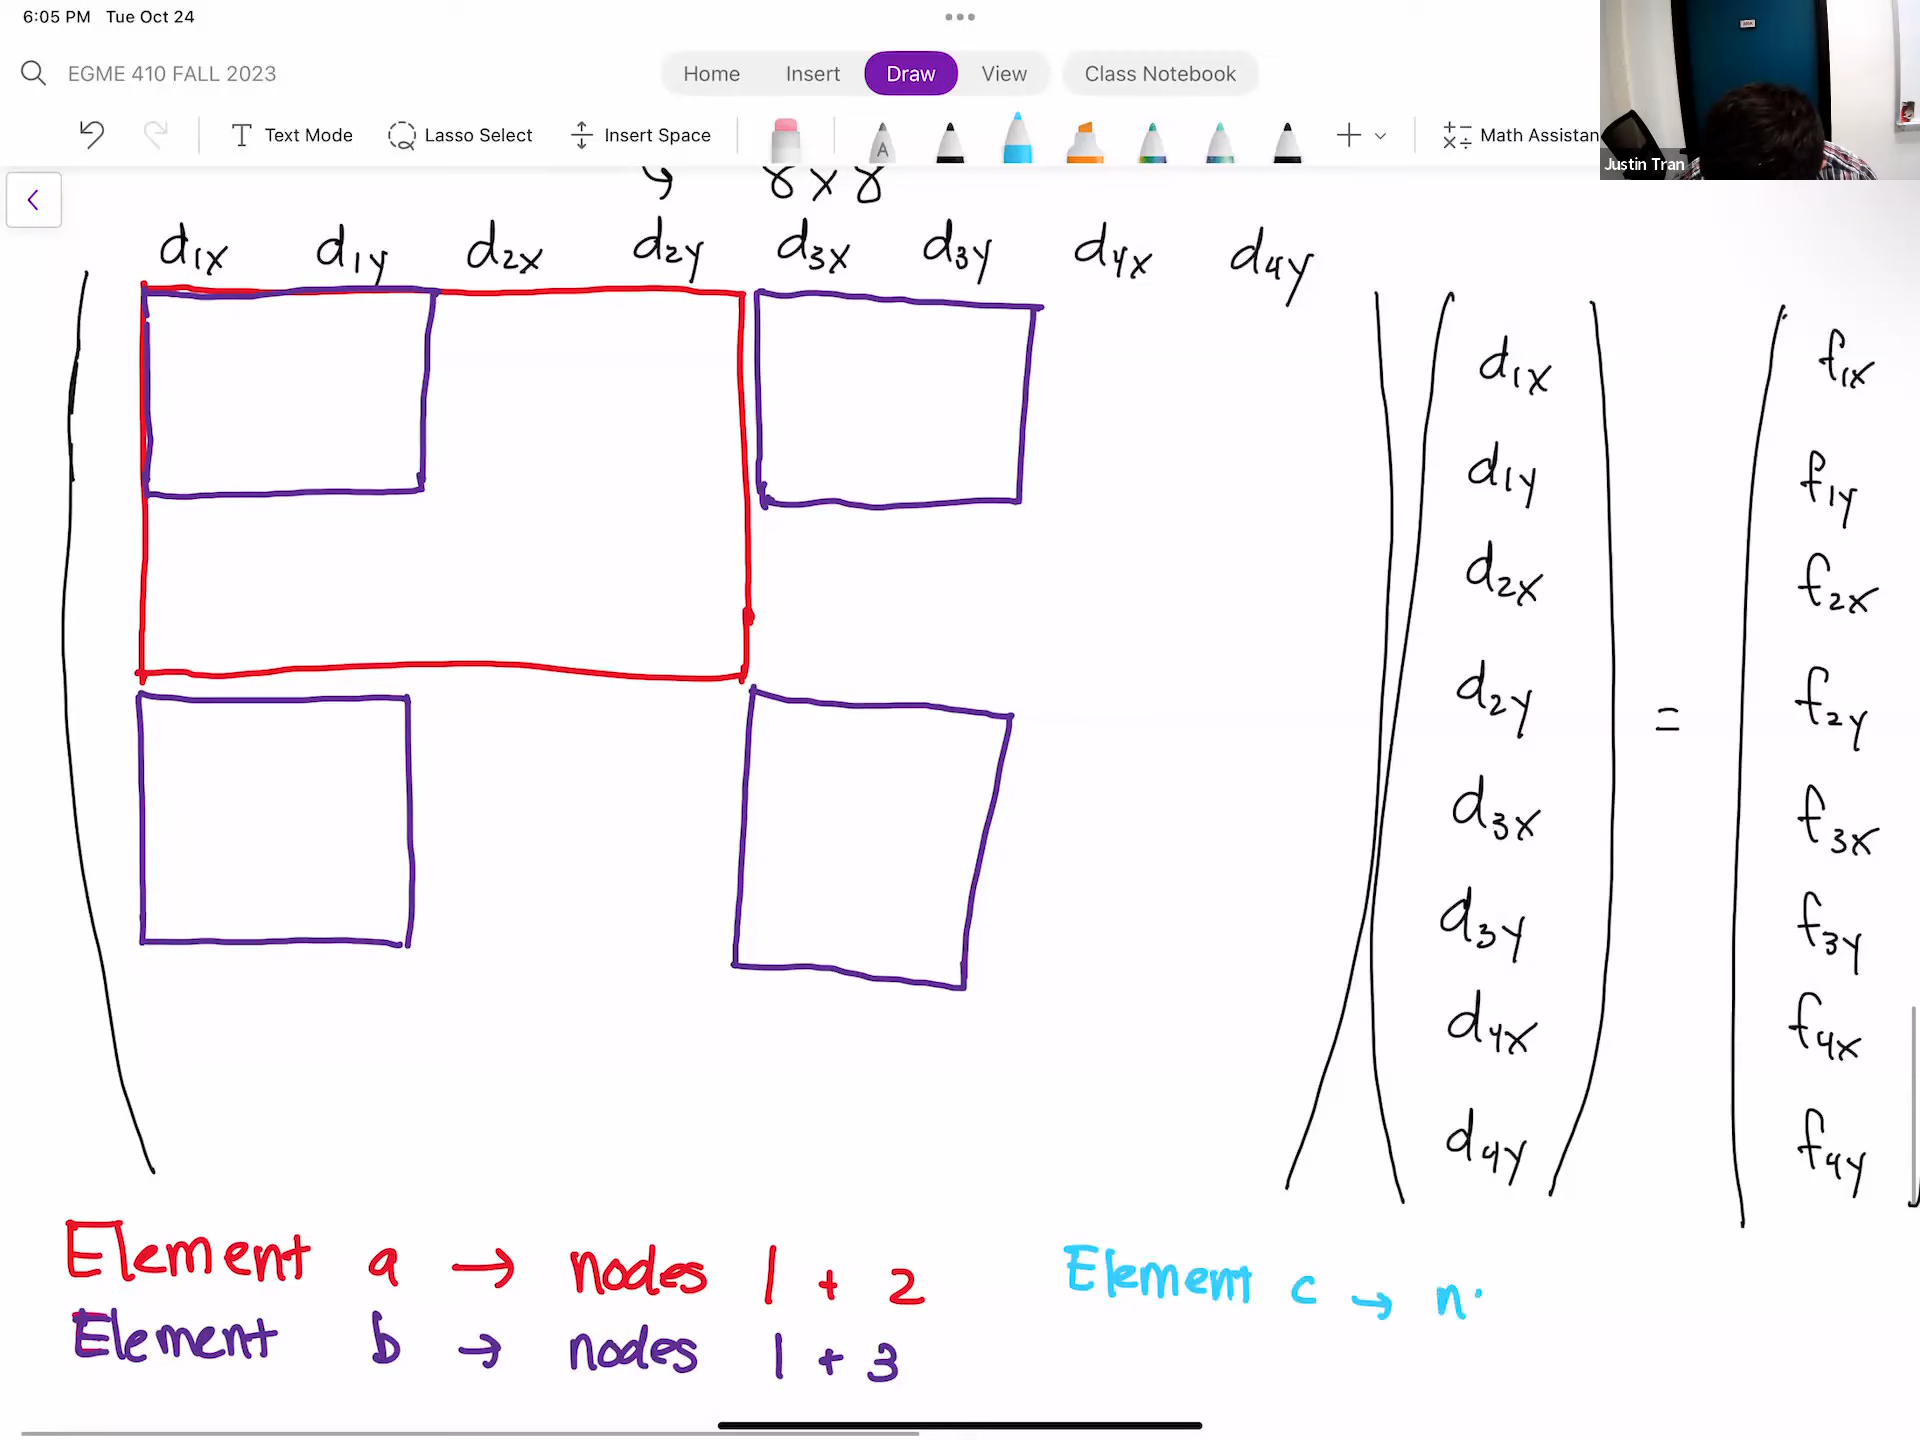 6:05 PM Tue Oct 24
EGME 410 FALL 2023
Home Insert Draw View Class Notebook
Text Mode Lasso Select Insert Space A Math Assistan
Justin Tran
8 x 8
d1x d1y d2x d2y d3x d3y d4x d4y
d1x f1x
d1y f1y
d2x f2x
d2y = f2y
d3x f3x
d3y f3y
d4x f4x
d4y f4y
Element a → nodes 1 + 2
Element b → nodes 1 + 3
Element c → n